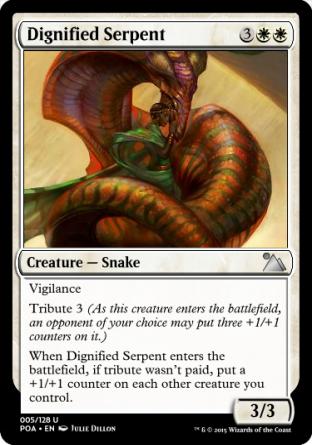 Dignified Serpent 3
Creature — Snake
Vigilance
Tribute 3 (As this creature enters the battlefield,
an opponent of your choice may put three +1/+1
counters on it.)
When Dignified Serpent enters the
battlefield, if tribute wasn't paid, put a
+1/+1 counter on each other creature you
control.
3/3
005/128 U
POA • EN Julie Dillon
™ & © 2015 Wizards of the Coast